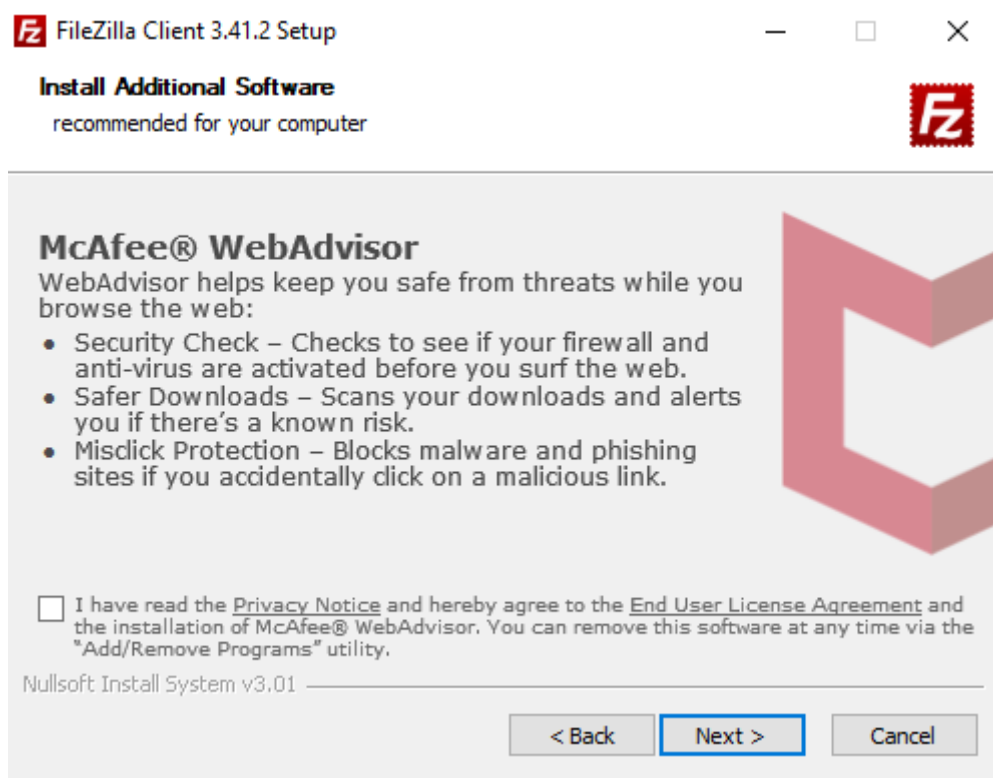 FileZilla Client 3.41.2 Setup
Install Additional Software
recommended for your computer
Fz
McAfee® WebAdvisor
WebAdvisor helps keep you safe from threats while you
browse the web:
• Security Check – Checks to see if your firewall and
anti-virus are activated before you surf the web.
• Safer Downloads – Scans your downloads and alerts
you if there's a known risk.
• Misclick Protection – Blocks malware and phishing
sites if you accidentally click on a malicious link.
I have read the Privacy Notice and hereby agree to the End User License Agreement and
the installation of McAfee® WebAdvisor. You can remove this software at any time via the
"Add/Remove Programs" utility.
Nullsoft Install System v3.01
< Back
Next >
Cancel